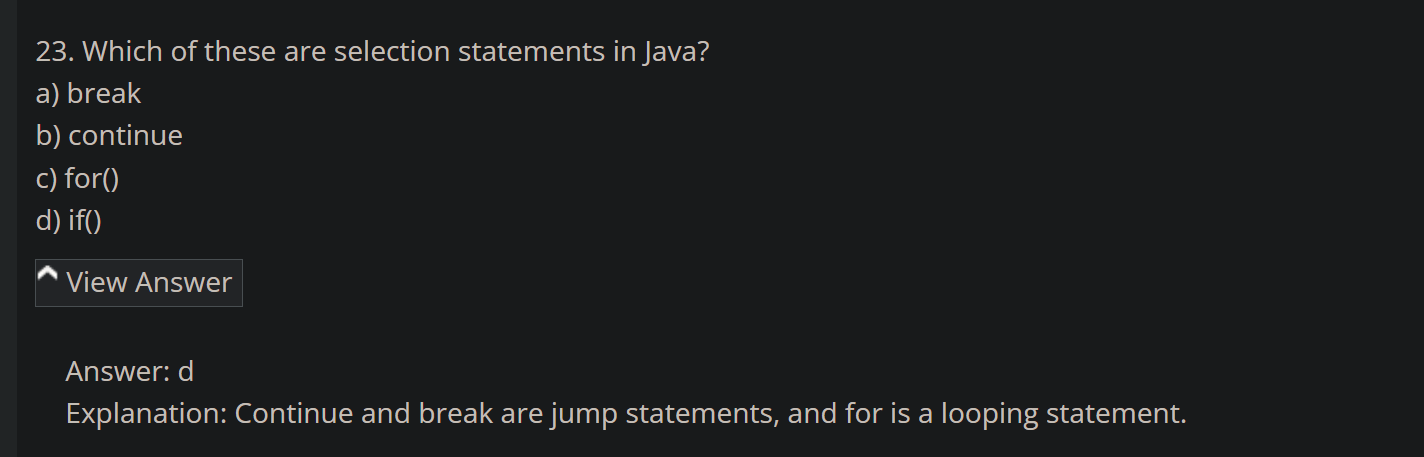 23. Which of these are selection statements in Java?
a) break
b) continue
c) for()
d) if()
View Answer
Answer: d
Explanation: Continue and break are jump statements, and for is a looping statement.